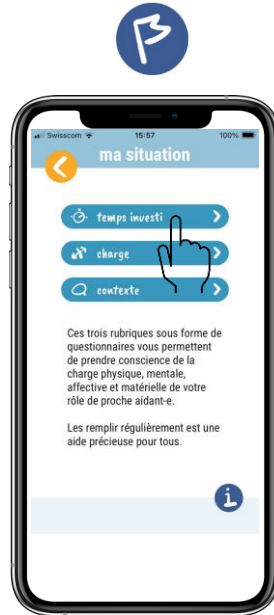 Swisscom 15:57 100%
ma situation
temps investi
charge
contexte
Ces trois rubriques sous forme de
questionnaires vous permettent
de prendre conscience de la
charge physique, mentale,
affective et matérielle de votre
rôle de proche aidant-e.
Les remplir régulièrement est une
aide précieuse pour tous.
i